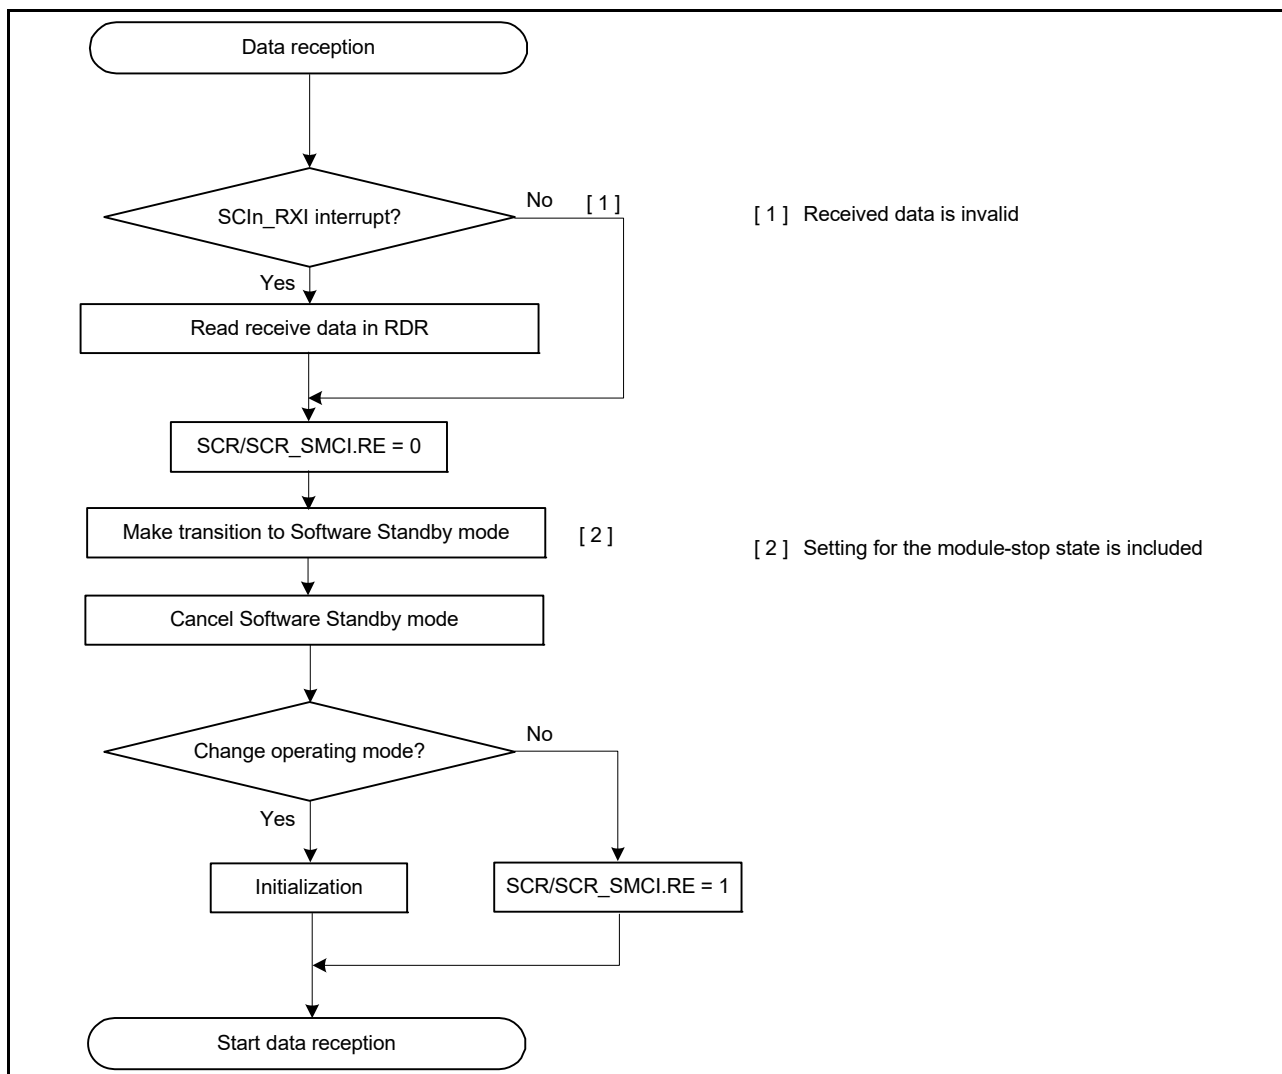 Data reception
SCIn_RXI interrupt?
No [ 1 ]
[ 1 ] Received data is invalid
Yes
Read receive data in RDR
SCR/SCR_SMCI.RE = 0
Make transition to Software Standby mode [ 2 ]
[ 2 ] Setting for the module-stop state is included
Cancel Software Standby mode
Change operating mode?
No
Yes
Initialization
SCR/SCR_SMCI.RE = 1
Start data reception